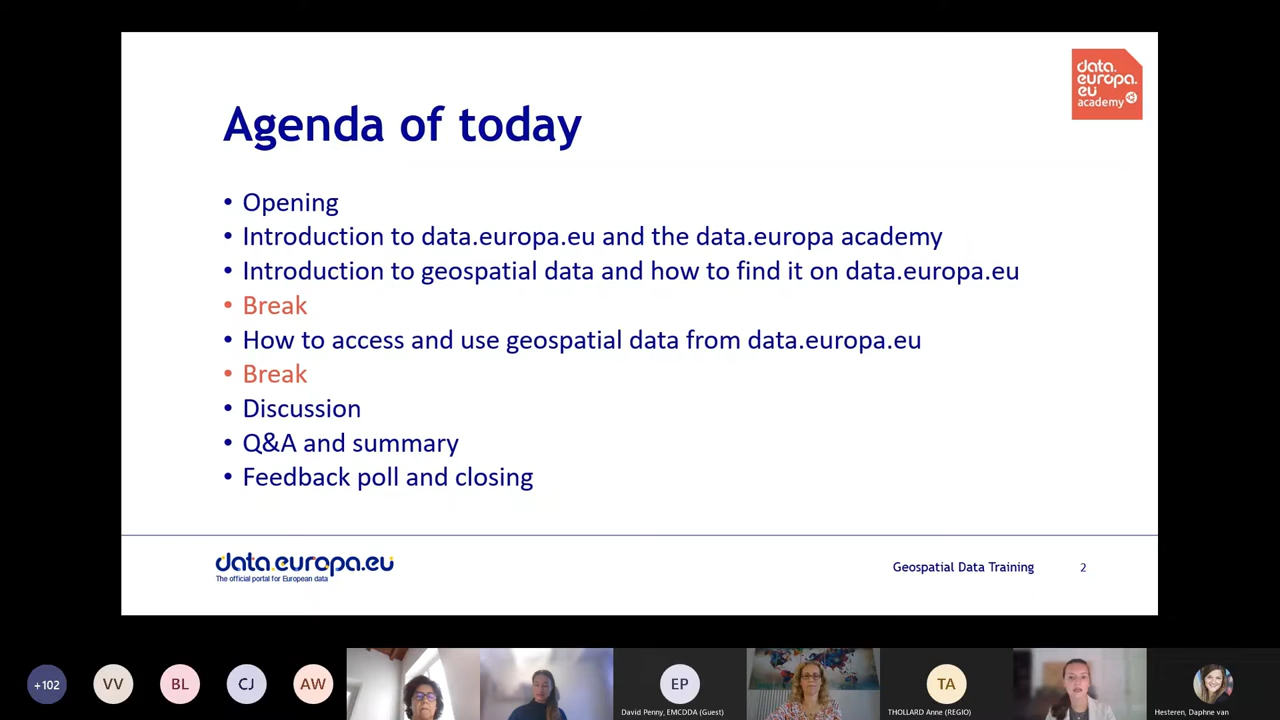 data.
europa.
eu
academy
Agenda of today
• Opening
• Introduction to data.europa.eu and the data.europa academy
• Introduction to geospatial data and how to find it on data.europa.eu
• Break
• How to access and use geospatial data from data.europa.eu
• Break
• Discussion
• Q&A and summary
• Feedback poll and closing
data.europa.eu
The official portal for European data
Geospatial Data Training
2
+102
VV
BL
CJ
AW
EP
David Penny, EMCDDA (Guest)
TA
THOLLARD Anne (REGIO)
Hesteren, Daphne van